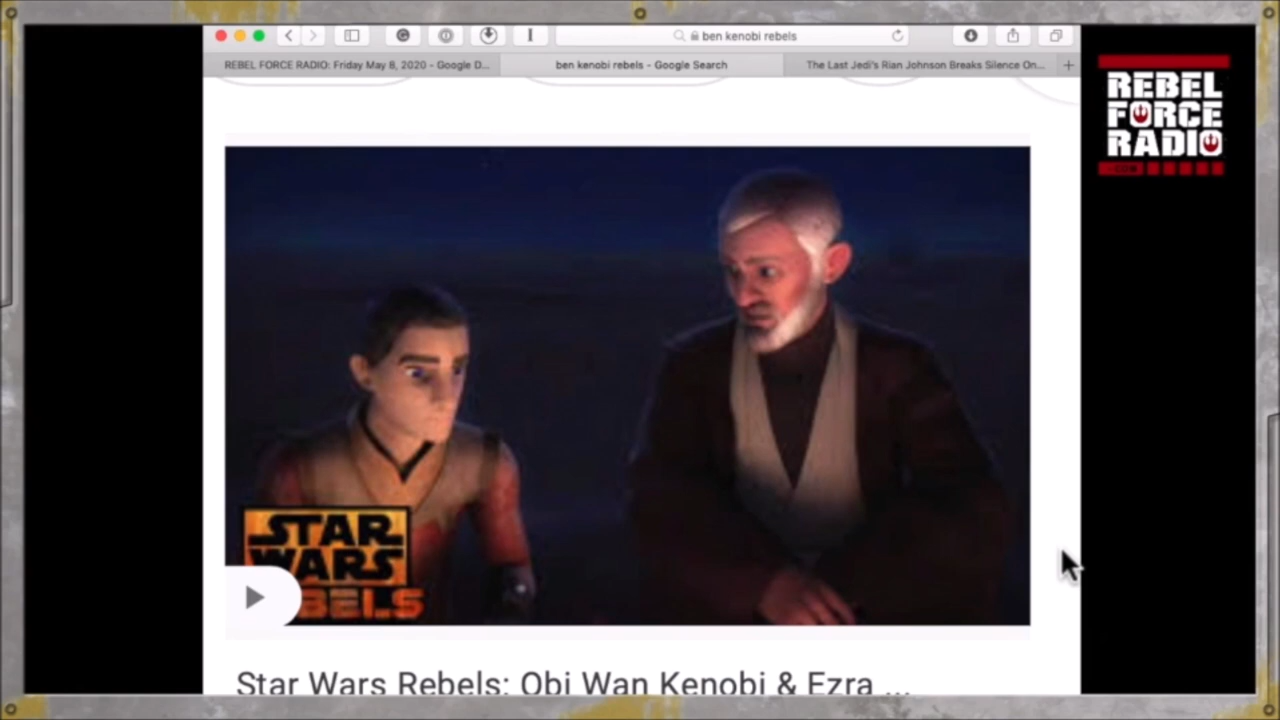 ben kenobi rebels
REBEL FORCE RADIO: Friday May 8, 2020 - Google D...
ben kenobi rebels - Google Search
The Last Jedi's Rian Johnson Breaks Silence On...
REBEL
FORCE
RADIO
STAR
WARS
BELS
Star Wars Rebels: Obi Wan Kenobi & Ezra ...